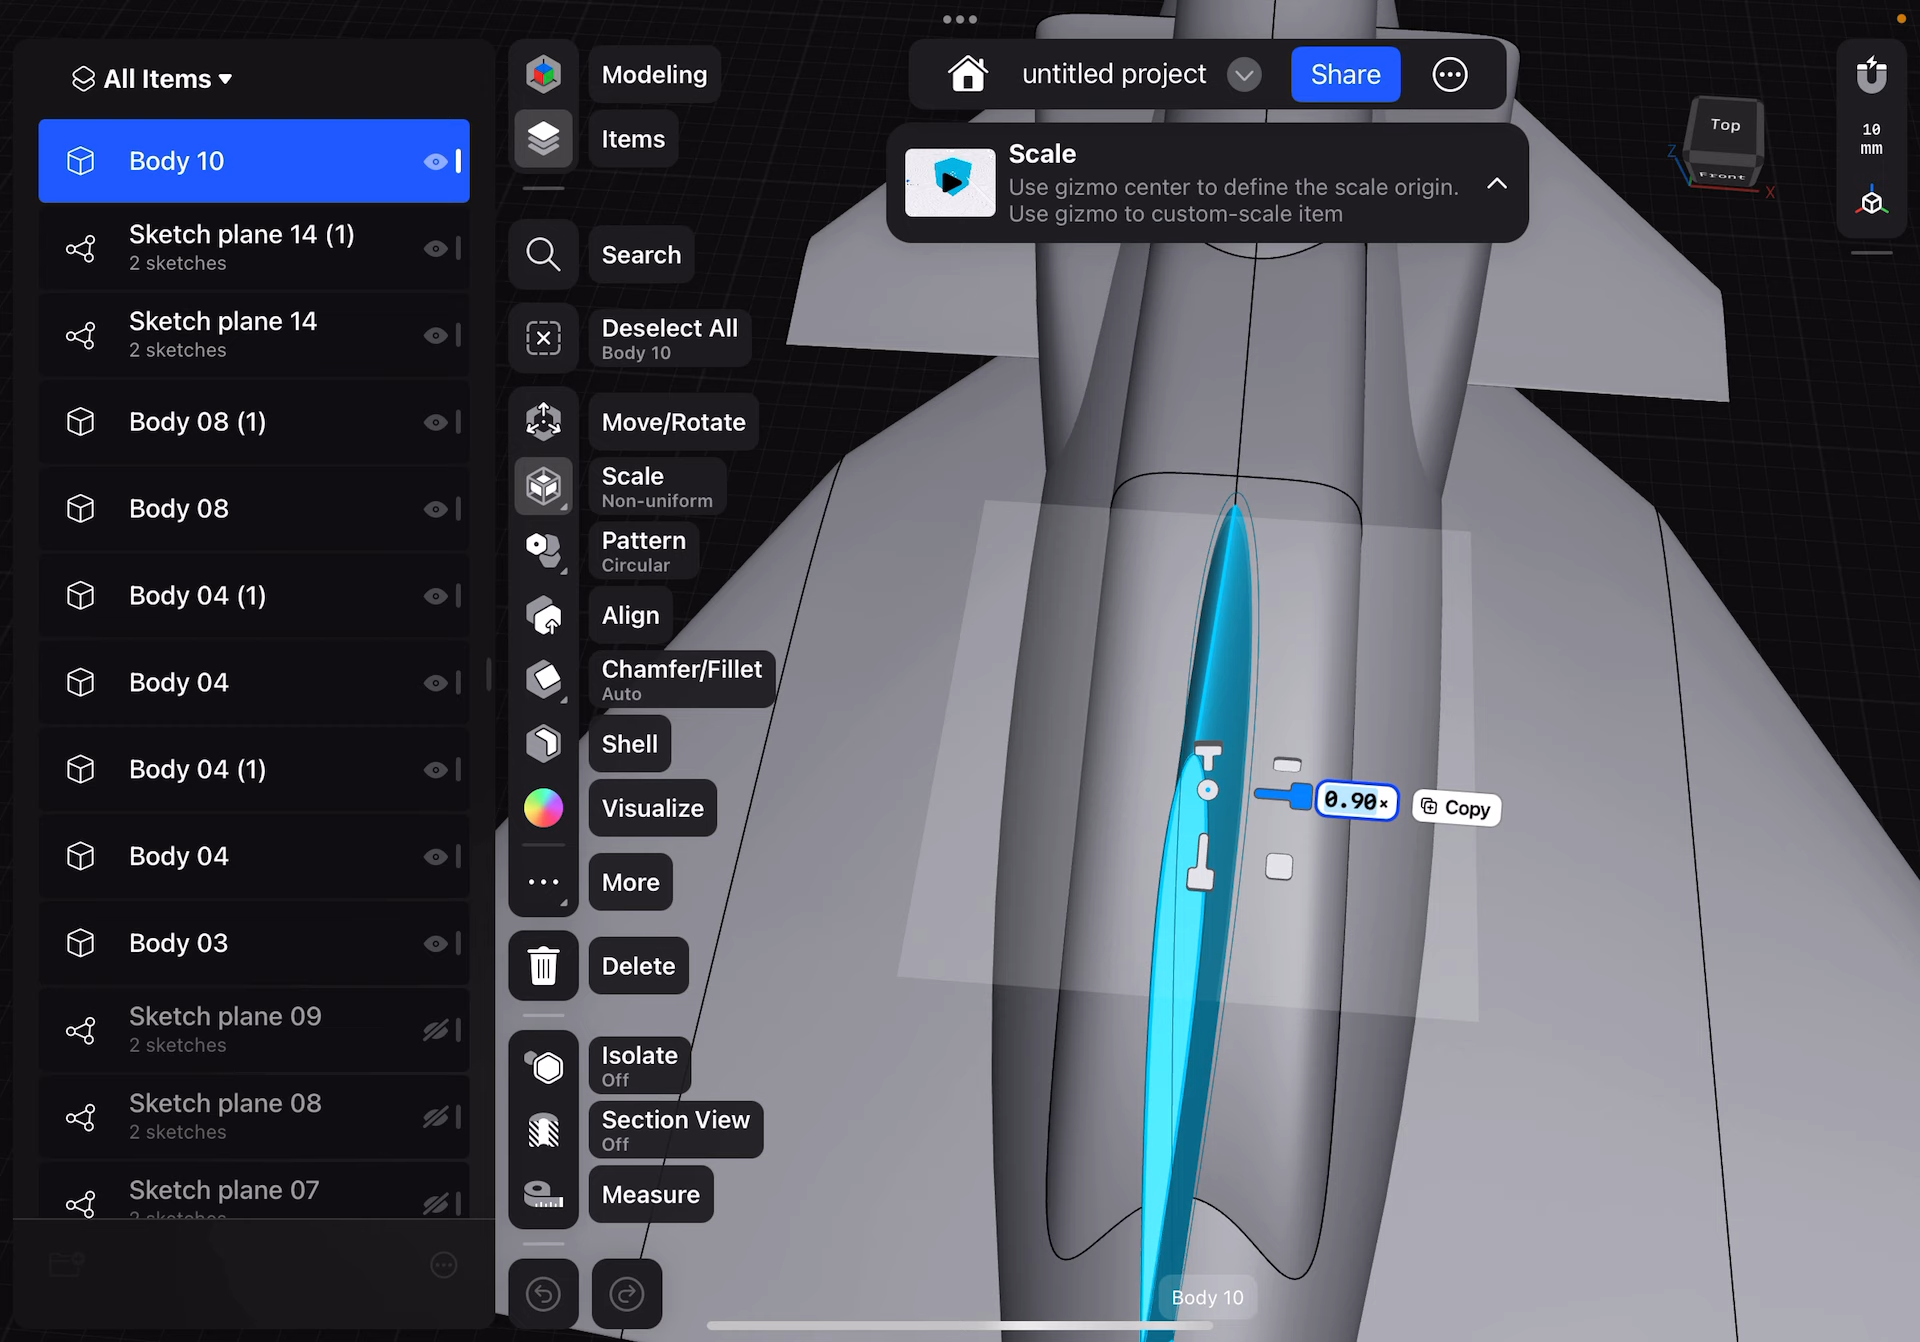 All Items
Body 10
Sketch plane 14 (1)
2 sketches
Sketch plane 14
2 sketches
Body 08 (1)
Body 08
Body 04 (1)
Body 04
Body 04 (1)
Body 04
Body 03
Sketch plane 09
2 sketches
Sketch plane 08
2 sketches
Sketch plane 07
2 sketches
Modeling
Items
Search
Deselect All
Body 10
Move/Rotate
Scale
Non-uniform
Pattern
Circular
Align
Chamfer/Fillet
Auto
Shell
Visualize
More
Delete
Isolate
Off
Section View
Off
Measure
untitled project
Share
Scale
Use gizmo center to define the scale origin.
Use gizmo to custom-scale item
Top
Front
Z
X
10
mm
0.90×
Copy
Body 10